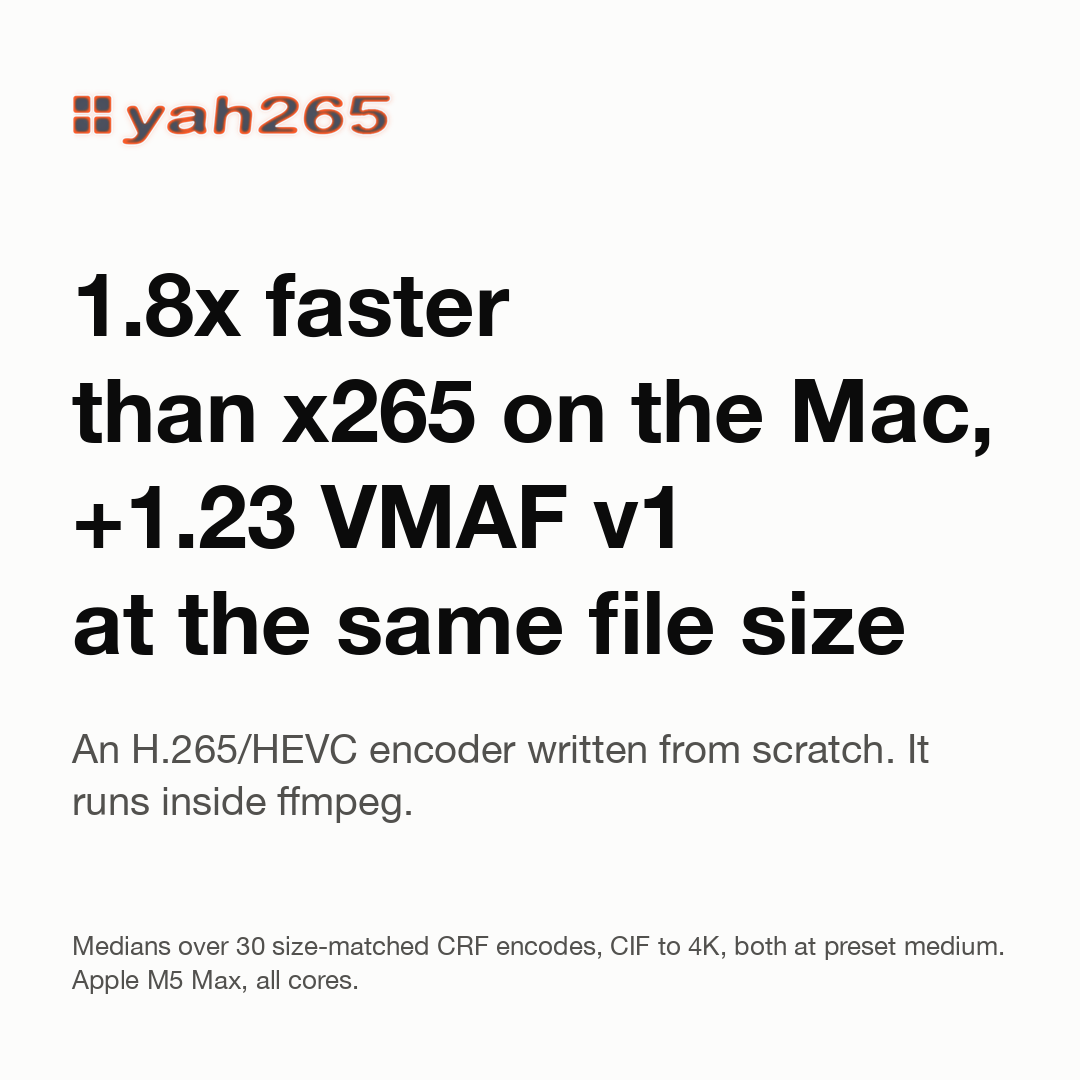 yah265
1.8x faster
than x265 on the Mac,
+1.23 VMAF v1
at the same file size
An H.265/HEVC encoder written from scratch. It
runs inside ffmpeg.
Medians over 30 size-matched CRF encodes, CIF to 4K, both at preset medium.
Apple M5 Max, all cores.